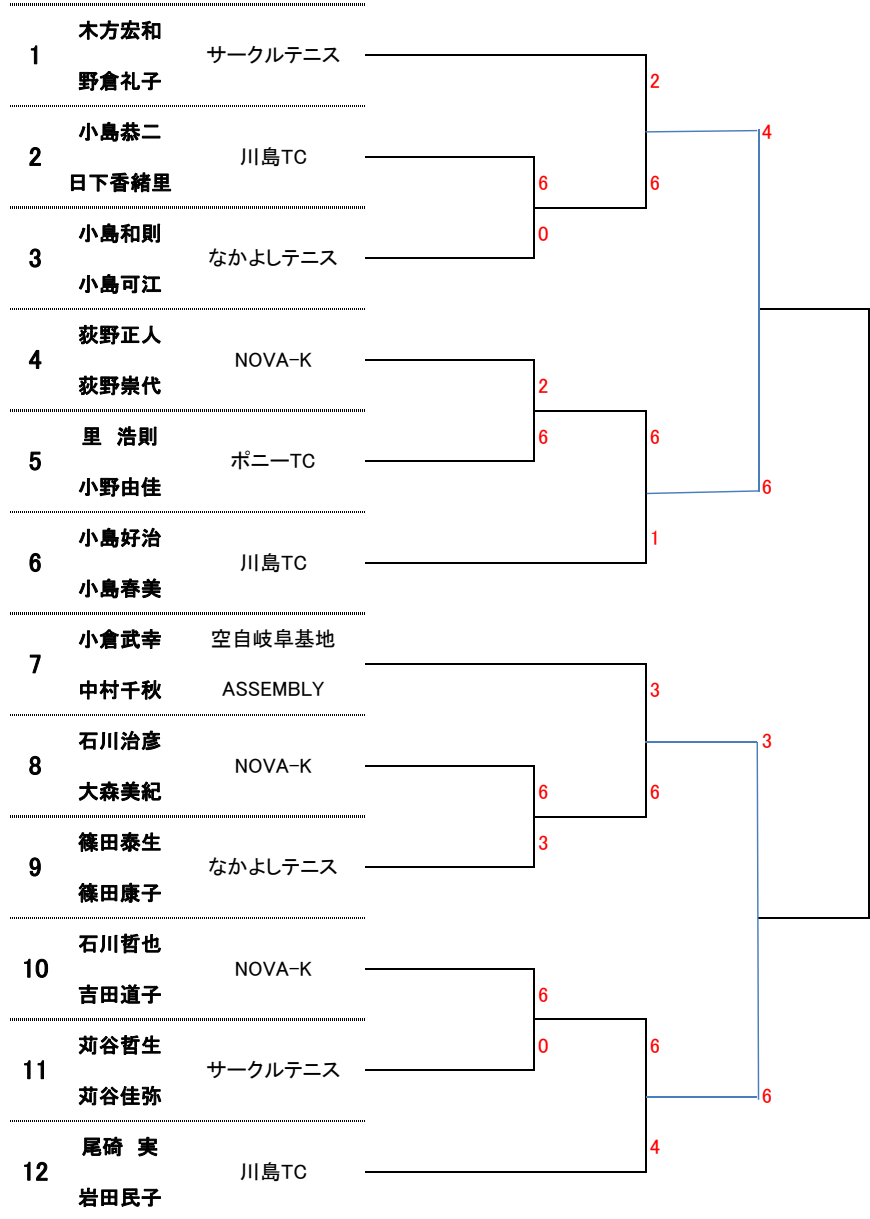 木方宏和
1 サークルテニス 2
野倉礼子
4
小島恭二
2 川島TC 6 6
日下香緒里
0
小島和則
3 なかよしテニス
小島可江
荻野正人
4 NOVA-K 2
荻野崇代
里　浩則 6 6
5 ポニーTC
小野由佳 6
小島好治 1
6 川島TC
小島春美
小倉武幸 空自岐阜基地
7
中村千秋 ASSEMBLY 3
石川治彦 3
8 NOVA-K
大森美紀 6 6
篠田泰生 3
9 なかよしテニス
篠田康子
石川哲也
10 NOVA-K
吉田道子 6
苅谷哲生 0 6
11 サークルテニス
苅谷佳弥 6
尾碕　実 4
12 川島TC
岩田民子